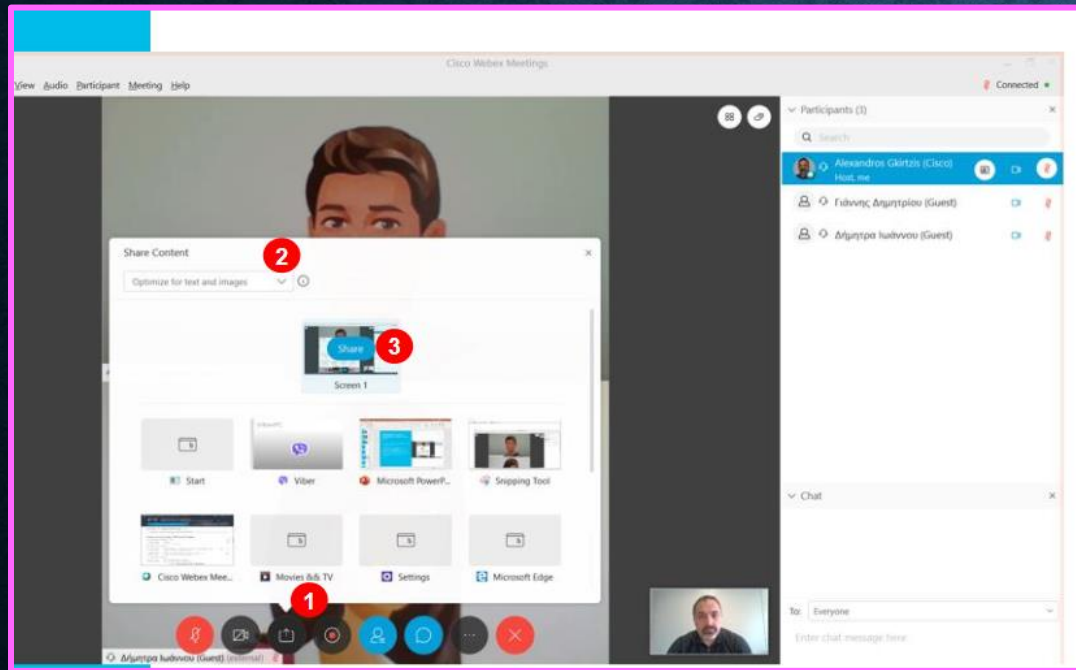 Cisco Webex Meetings
View Audio Participant Meeting Help
Connected
Participants (3)
Search
Alexandros Gkirtzis (Cisco)
Host, me
Γιάννης Δημητρίου (Guest)
Δήμητρα Ιωάννου (Guest)
Share Content
2
Optimize for text and images
Share
3
Screen 1
Start
Viber
Microsoft PowerP...
Snipping Tool
Cisco Webex Mee...
Movies && TV
Settings
Microsoft Edge
1
Chat
To: Everyone
Enter chat message here
Δήμητρα Ιωάννου (Guest) (external)